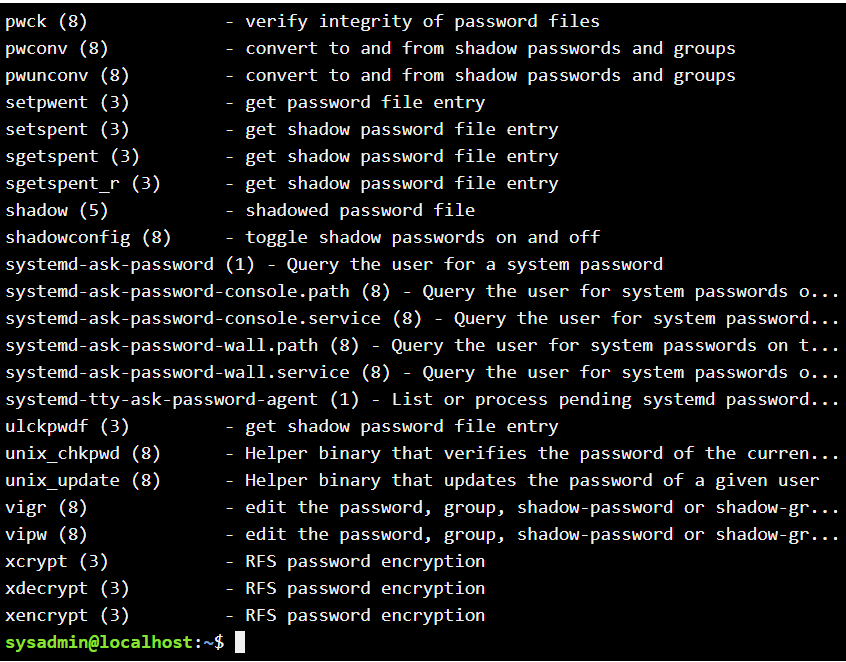 pwck (8)             - verify integrity of password files
pwconv (8)           - convert to and from shadow passwords and groups
pwunconv (8)         - convert to and from shadow passwords and groups
setpwent (3)         - get password file entry
setspent (3)         - get shadow password file entry
sgetspent (3)        - get shadow password file entry
sgetspent_r (3)      - get shadow password file entry
shadow (5)           - shadowed password file
shadowconfig (8)     - toggle shadow passwords on and off
systemd-ask-password (1) - Query the user for a system password
systemd-ask-password-console.path (8) - Query the user for system passwords o...
systemd-ask-password-console.service (8) - Query the user for system password...
systemd-ask-password-wall.path (8) - Query the user for system passwords on t...
systemd-ask-password-wall.service (8) - Query the user for system passwords o...
systemd-tty-ask-password-agent (1) - List or process pending systemd password...
ulckpwdf (3)         - get shadow password file entry
unix_chkpwd (8)      - Helper binary that verifies the password of the curren...
unix_update (8)      - Helper binary that updates the password of a given user
vigr (8)             - edit the password, group, shadow-password or shadow-gr...
vipw (8)             - edit the password, group, shadow-password or shadow-gr...
xcrypt (3)           - RFS password encryption
xdecrypt (3)         - RFS password encryption
xencrypt (3)         - RFS password encryption
sysadmin@localhost:~$